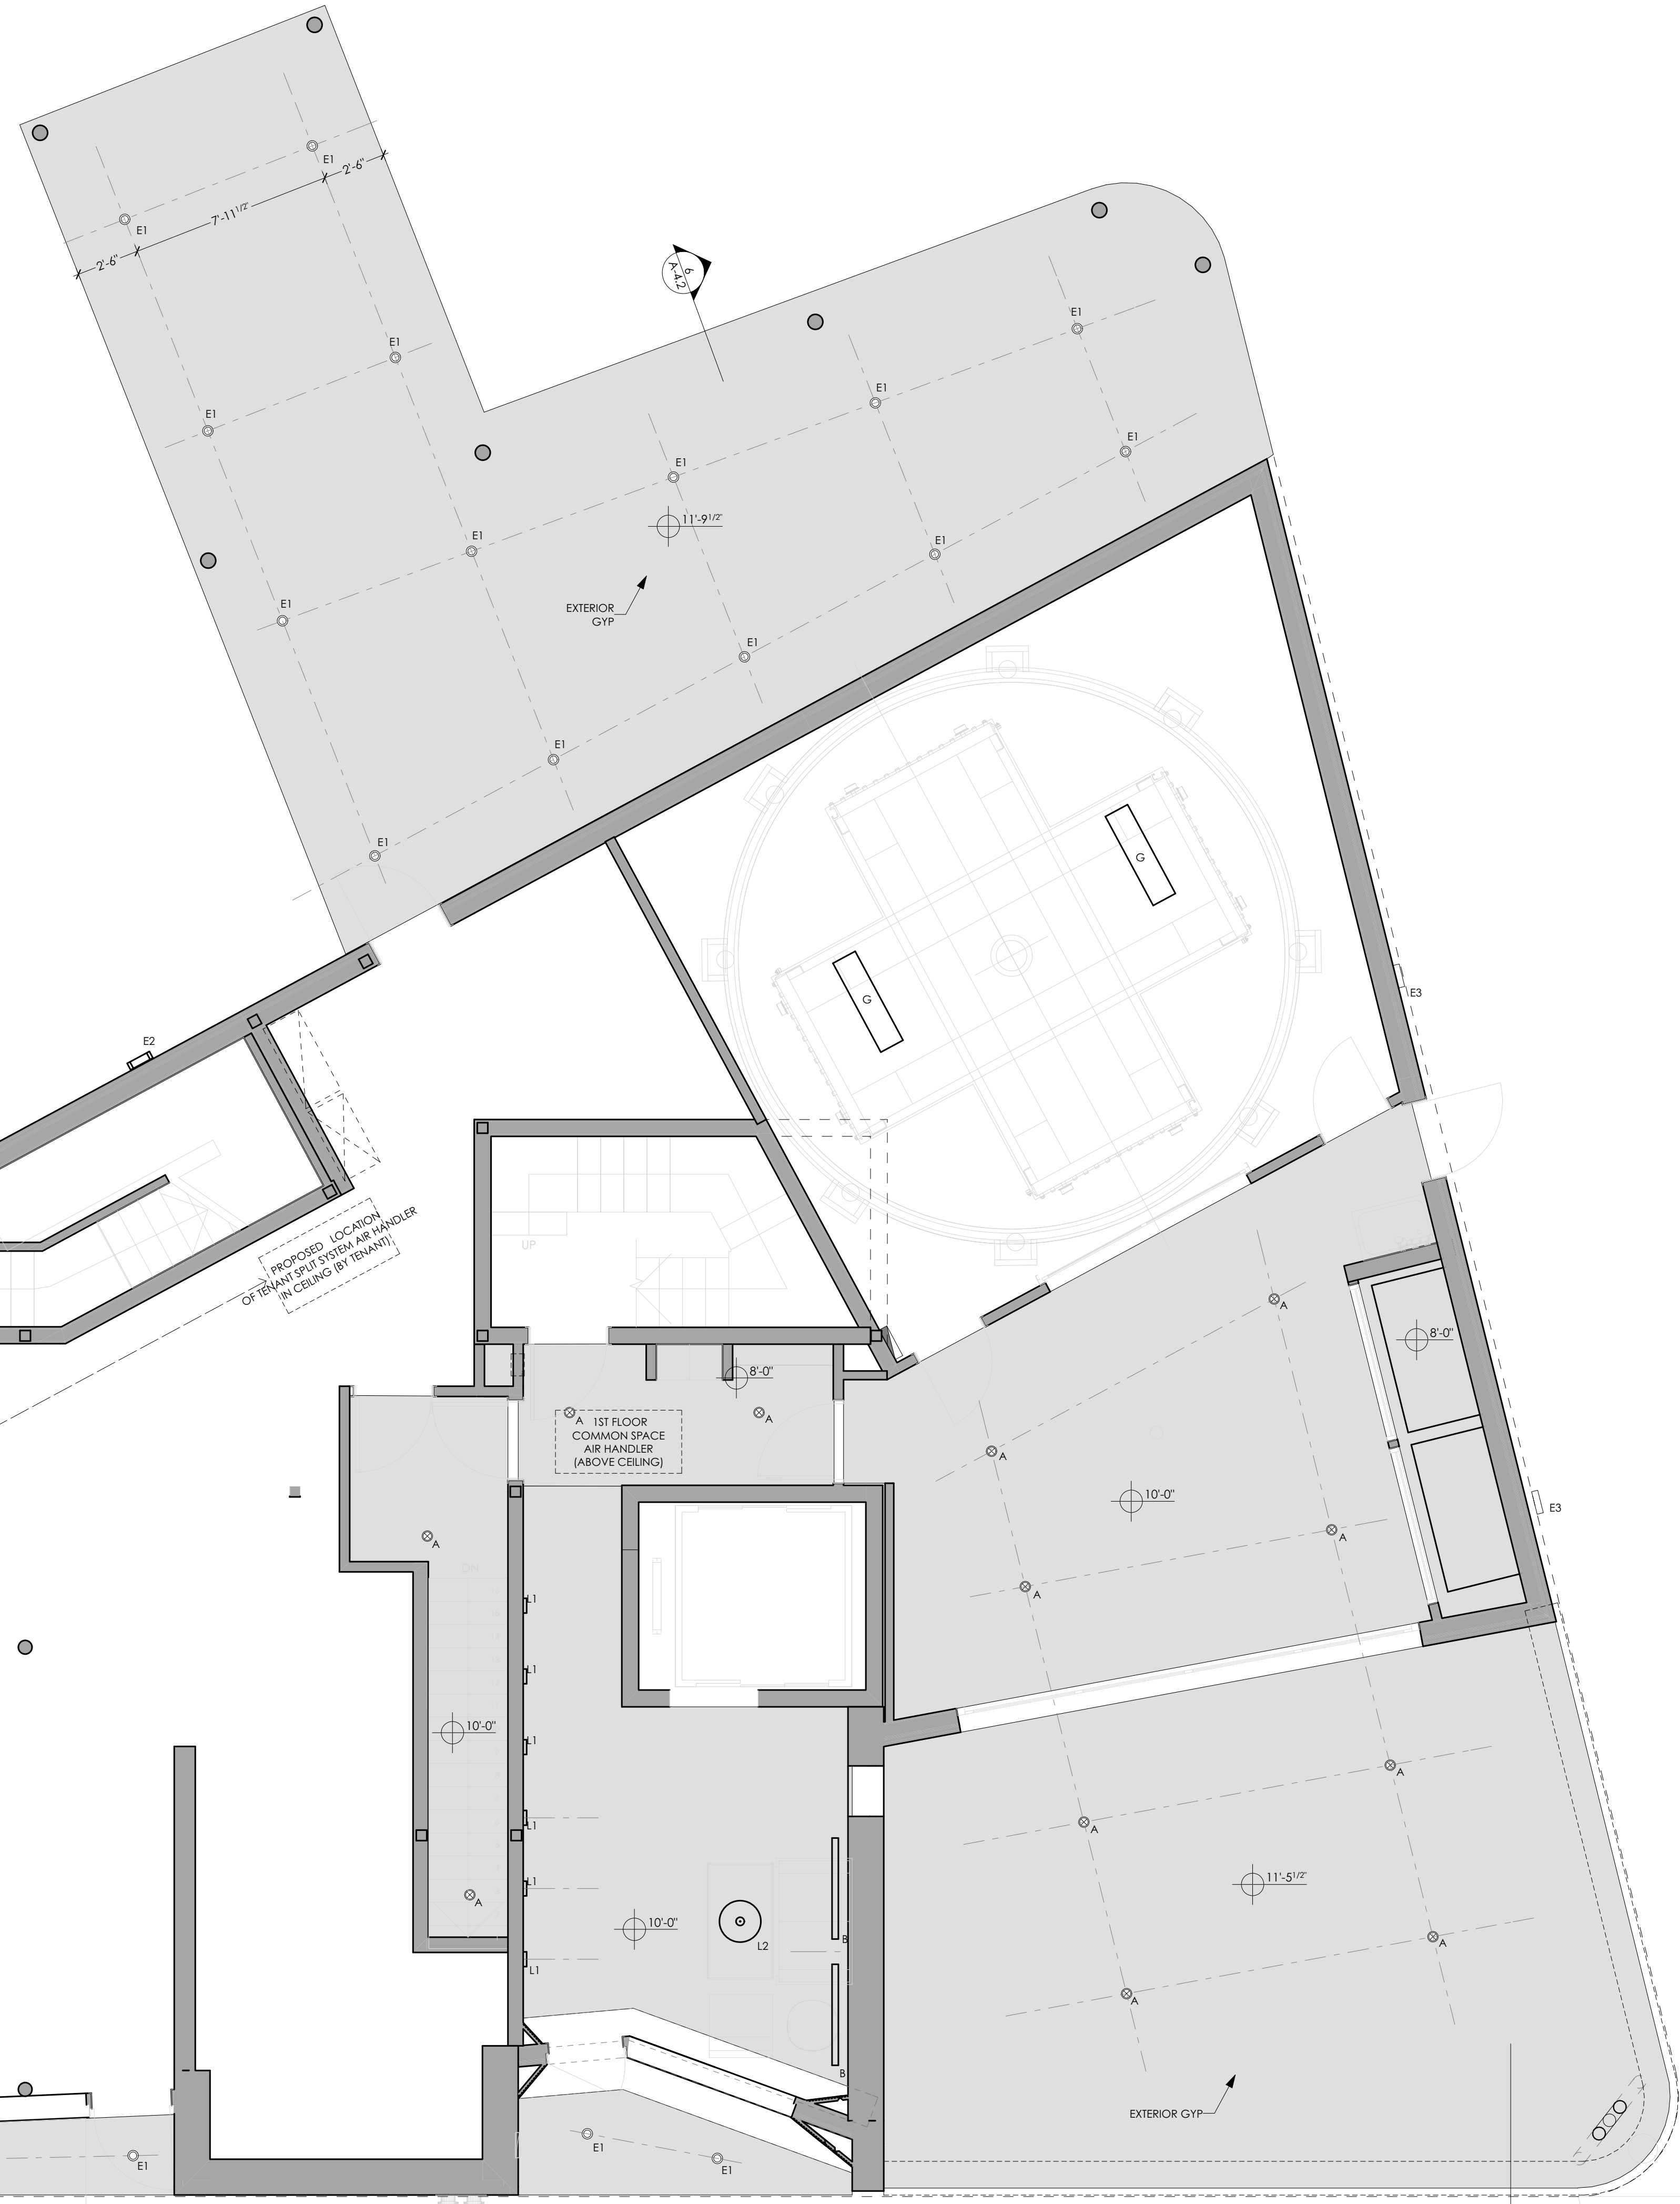 E1
2'-6"
E1
7'-11 1/2"
2'-6"
6
A-4.2
E1
E1
E1
E1
E1
E1
E1
11'-9 1/2"
E1
E1
E1
EXTERIOR
GYP
E1
E1
E1
G
G
E3
E2
PROPOSED LOCATION
OF TENANT SPLIT SYSTEM AIR HANDLER
IN CEILING (BY TENANT)
UP
A
8'-0"
8'-0"
A
A
1ST FLOOR
COMMON SPACE
AIR HANDLER
(ABOVE CEILING)
A
10'-0"
E3
A
A
DN
A
L1
L1
10'-0"
L1
A
L1
A
L1
11'-5 1/2"
A
10'-0"
L2
B
A
L1
A
B
EXTERIOR GYP
E1
E1
E1